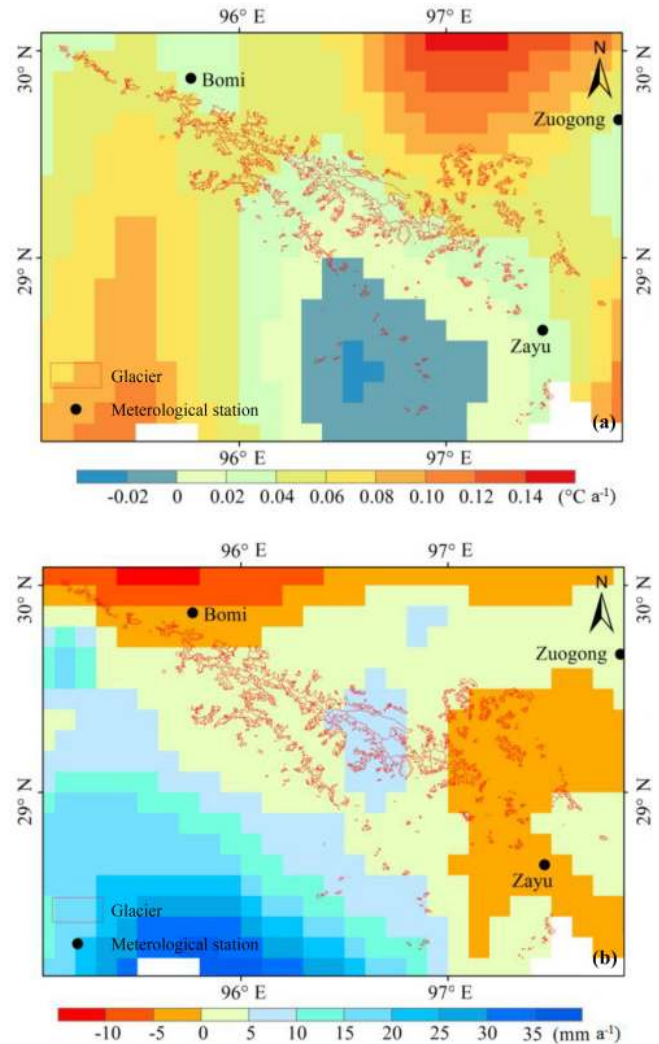 96° E 97° E
30° N
30° N
N
Bomi
Zuogong
29° N
29° N
Zayu
Glacier
Meterological station
(a)
96° E 97° E
-0.02 0 0.02 0.04 0.06 0.08 0.10 0.12 0.14 (°C a⁻¹)
96° E 97° E
30° N
30° N
N
Bomi
Zuogong
29° N
29° N
Zayu
Glacier
Meterological station
(b)
96° E 97° E
-10 -5 0 5 10 15 20 25 30 35 (mm a⁻¹)